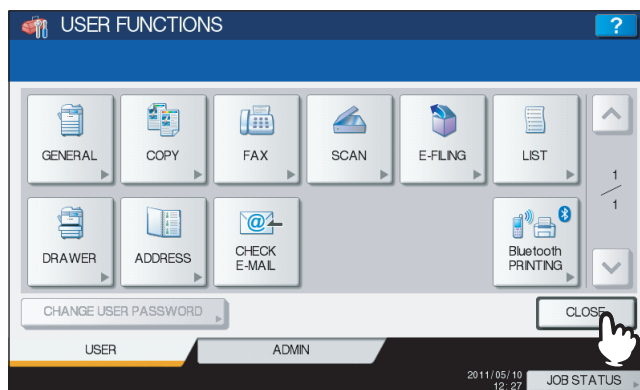 USER FUNCTIONS
?
GENERAL
COPY
FAX
SCAN
E-FILING
LIST
1
1
DRAWER
ADDRESS
@
CHECK
E-MAIL
Bluetooth
PRINTING
CHANGE USER PASSWORD
CLOSE
USER
ADMIN
2011/05/10
12:27
JOB STATUS